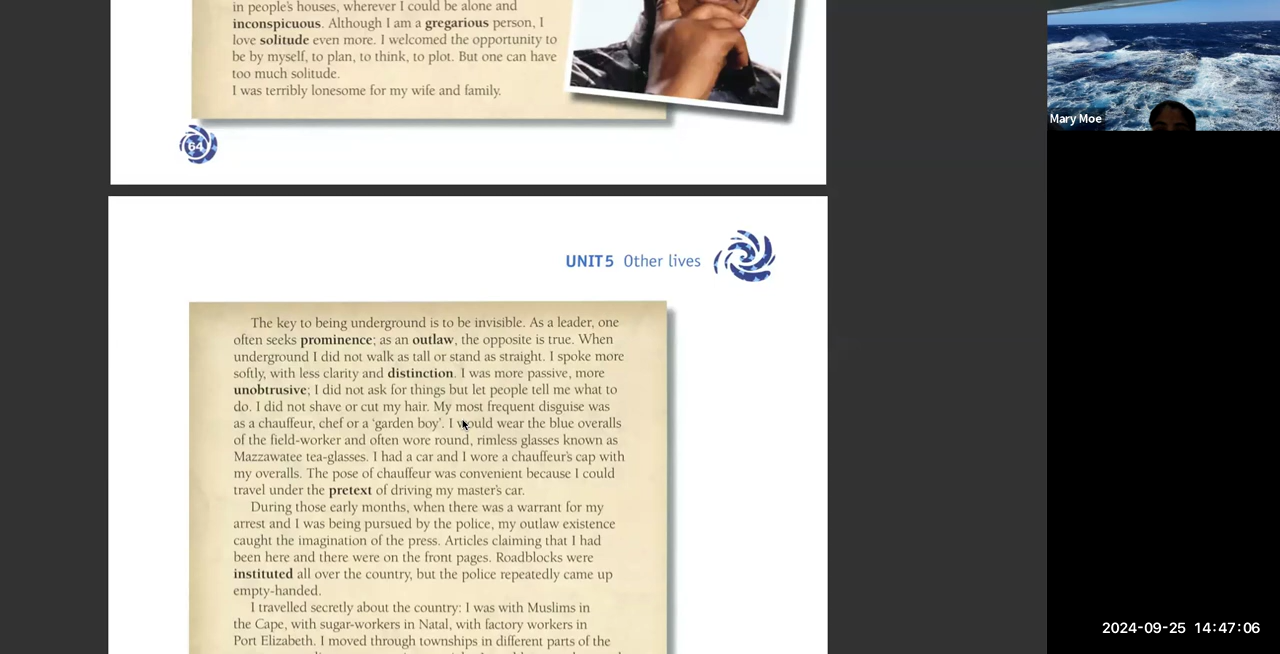 in people's houses, wherever I could be alone and
inconspicuous. Although I am a gregarious person, I
love solitude even more. I welcomed the opportunity to
be by myself, to plan, to think, to plot. But one can have
too much solitude.
I was terribly lonesome for my wife and family.
64
UNIT 5 Other lives
The key to being underground is to be invisible. As a leader, one
often seeks prominence; as an outlaw, the opposite is true. When
underground I did not walk as tall or stand as straight. I spoke more
softly, with less clarity and distinction. I was more passive, more
unobtrusive; I did not ask for things but let people tell me what to
do. I did not shave or cut my hair. My most frequent disguise was
as a chauffeur, chef or a 'garden boy'. I would wear the blue overalls
of the field-worker and often wore round, rimless glasses known as
Mazzawatee tea-glasses. I had a car and I wore a chauffeur's cap with
my overalls. The pose of chauffeur was convenient because I could
travel under the pretext of driving my master's car.
During those early months, when there was a warrant for my
arrest and I was being pursued by the police, my outlaw existence
caught the imagination of the press. Articles claiming that I had
been here and there were on the front pages. Roadblocks were
instituted all over the country, but the police repeatedly came up
empty-handed.
I travelled secretly about the country: I was with Muslims in
the Cape, with sugar-workers in Natal, with factory workers in
Port Elizabeth. I moved through townships in different parts of the
Mary Moe
2024-09-25 14:47:06